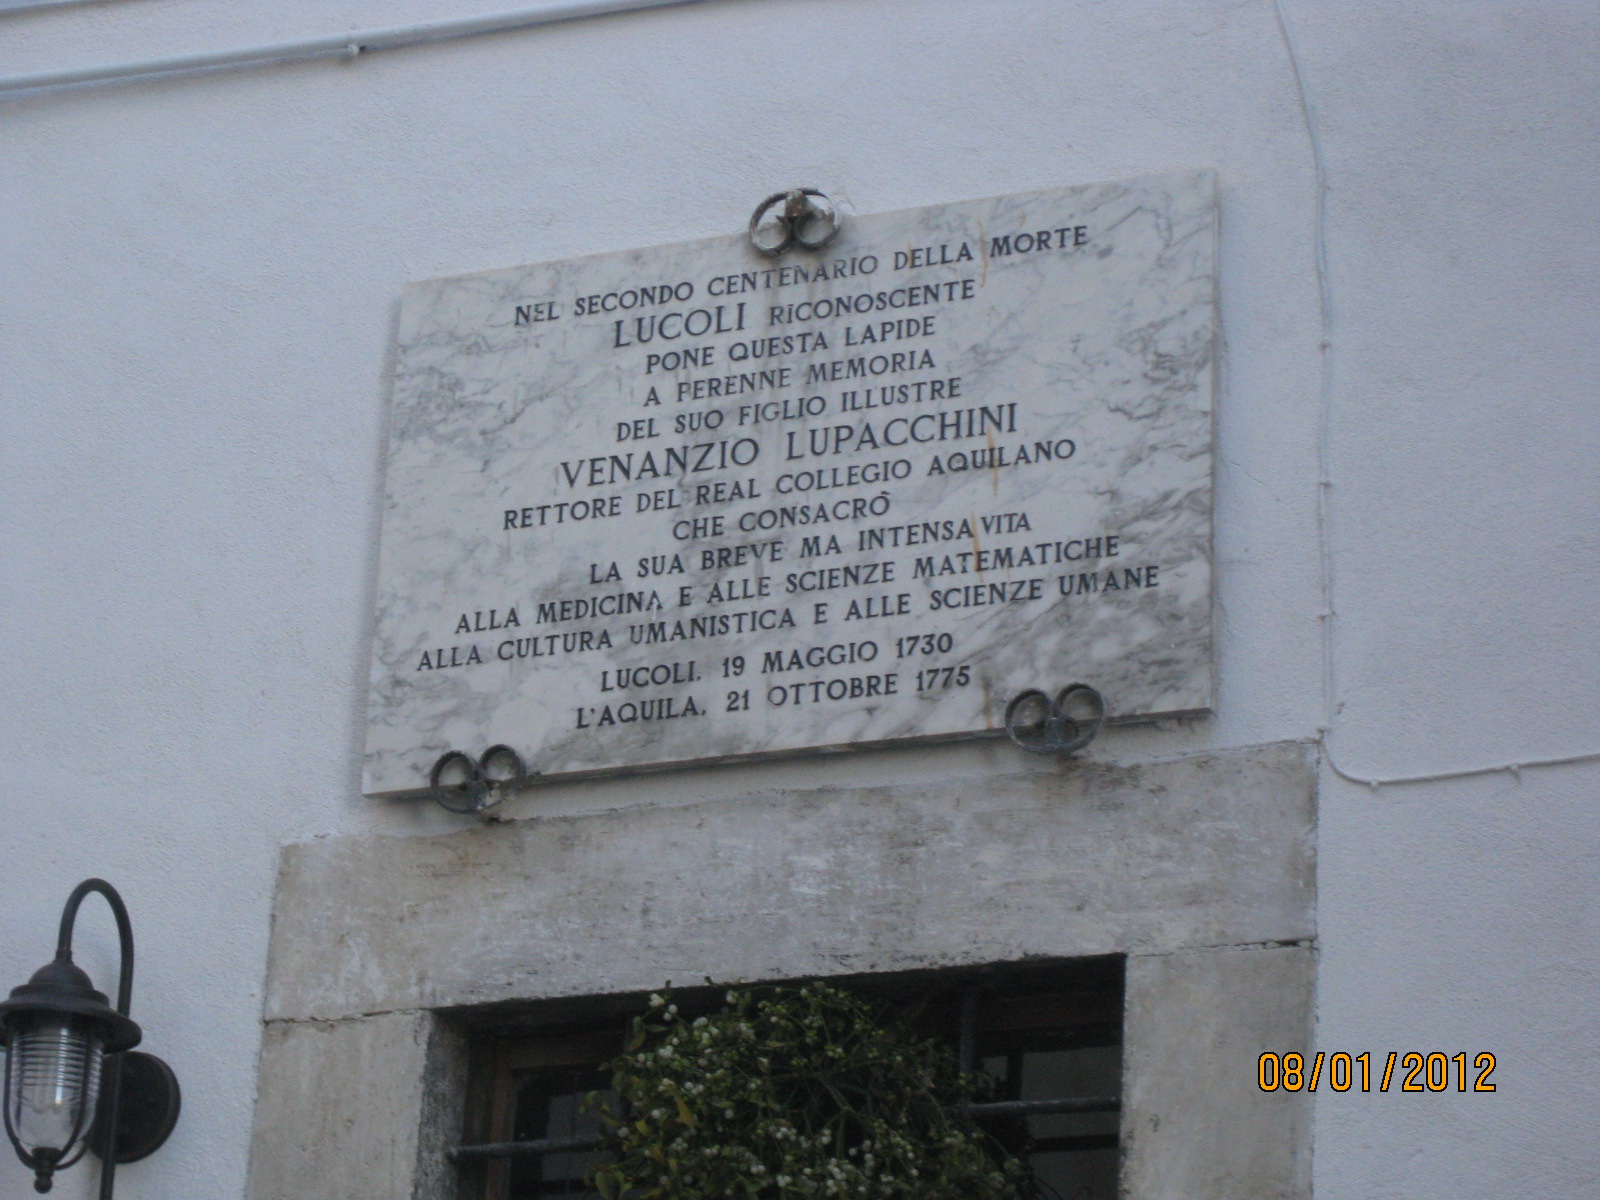 NEL SECONDO CENTENARIO DELLA MORTE
LUCOLI RICONOSCENTE
PONE QUESTA LAPIDE
A PERENNE MEMORIA
DEL SUO FIGLIO ILLUSTRE
VENANZIO LUPACCHINI
RETTORE DEL REAL COLLEGIO AQUILANO
CHE CONSACRÒ
LA SUA BREVE MA INTENSA VITA
ALLA MEDICINA E ALLE SCIENZE MATEMATICHE
ALLA CULTURA UMANISTICA E ALLE SCIENZE UMANE
LUCOLI, 19 MAGGIO 1730
L'AQUILA, 21 OTTOBRE 1775
08/01/2012